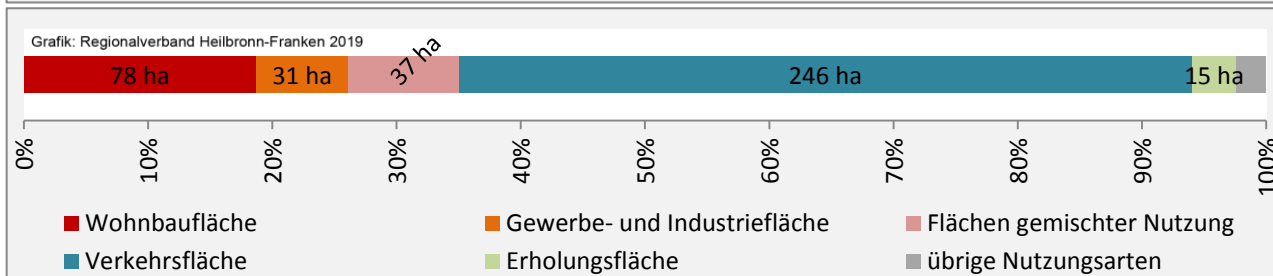 Grafik: Regionalverband Heilbronn-Franken 2019
78 ha 31 ha 37 ha 246 ha 15 ha
0% 10% 20% 30% 40% 50% 60% 70% 80% 90% 100%
Wohnbaufläche Gewerbe- und Industriefläche Flächen gemischter Nutzung
Verkehrsfläche Erholungsfläche übrige Nutzungsarten